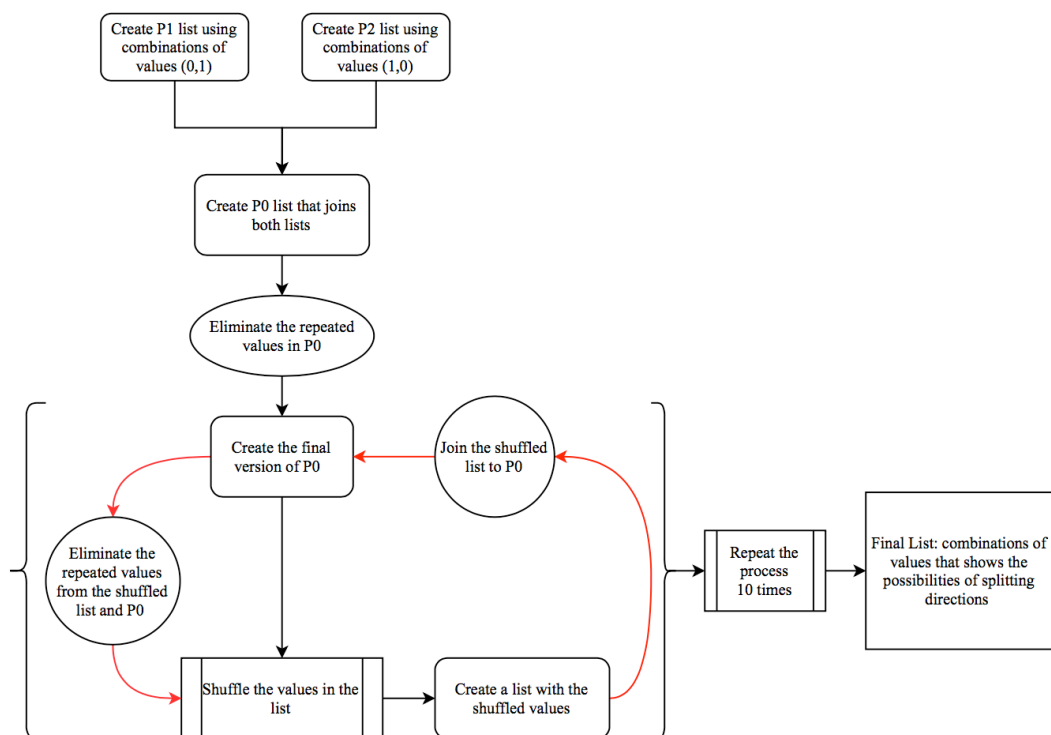 Create P1 list using
combinations of
values (0,1)
Create P2 list using
combinations of
values (1,0)
Create P0 list that joins
both lists
Eliminate the repeated
values in P0
Create the final
version of P0
Join the shuffled
list to P0
Eliminate the
repeated values
from the shuffled
list and P0
Shuffle the values in the
list
Create a list with the
shuffled values
Repeat the
process
10 times
Final List: combinations of
values that shows the
possibilities of splitting
directions